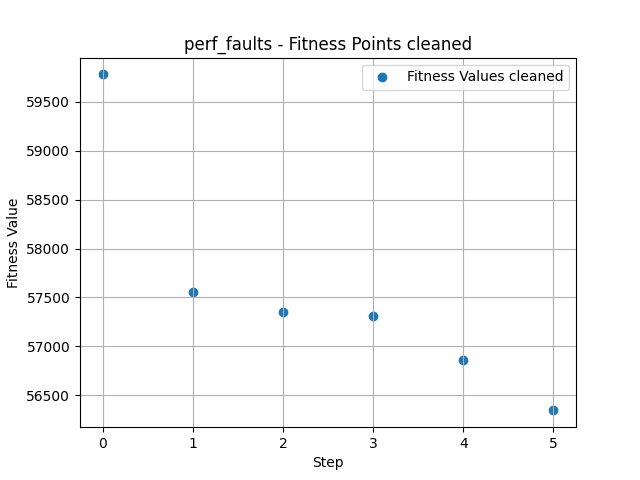 perf_faults - Fitness Points cleaned
Fitness Values cleaned
59500
59000
58500
58000
57500
57000
56500
Fitness Value
0 1 2 3 4 5
Step